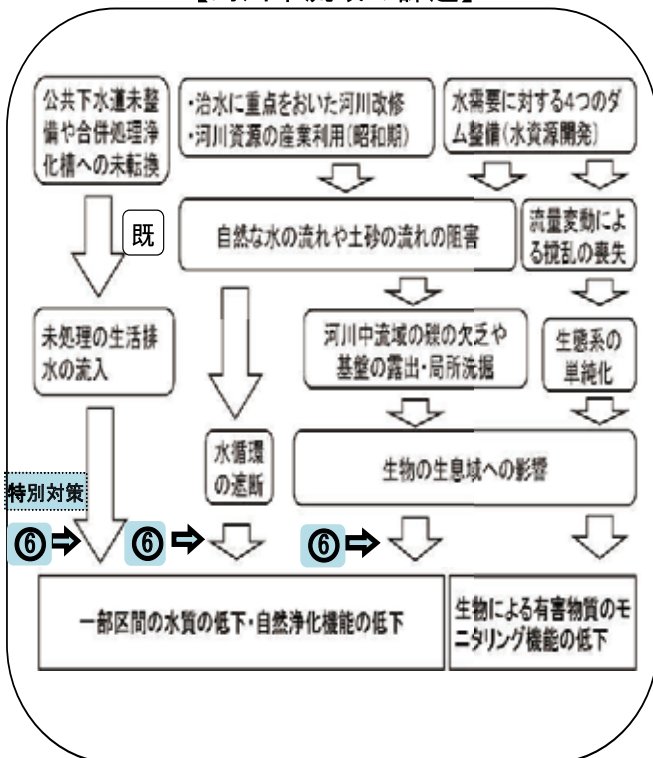 公共下水道未整
備や合併処理浄
化槽への未転換
・治水に重点をおいた河川改修
・河川資源の産業利用(昭和期)
水需要に対する4つのダ
ム整備(水資源開発)
既
自然な水の流れや土砂の流れの阻害
流量変動によ
る撹乱の喪失
未処理の生活排
水の流入
河川中流域の礫の欠乏や
基盤の露出・局所洗掘
生態系の
単純化
水循環
の遮断
生物の生息域への影響
特別対策
⑥
⑥
⑥
一部区間の水質の低下・自然浄化機能の低下
生物による有害物質のモ
ニタリング機能の低下